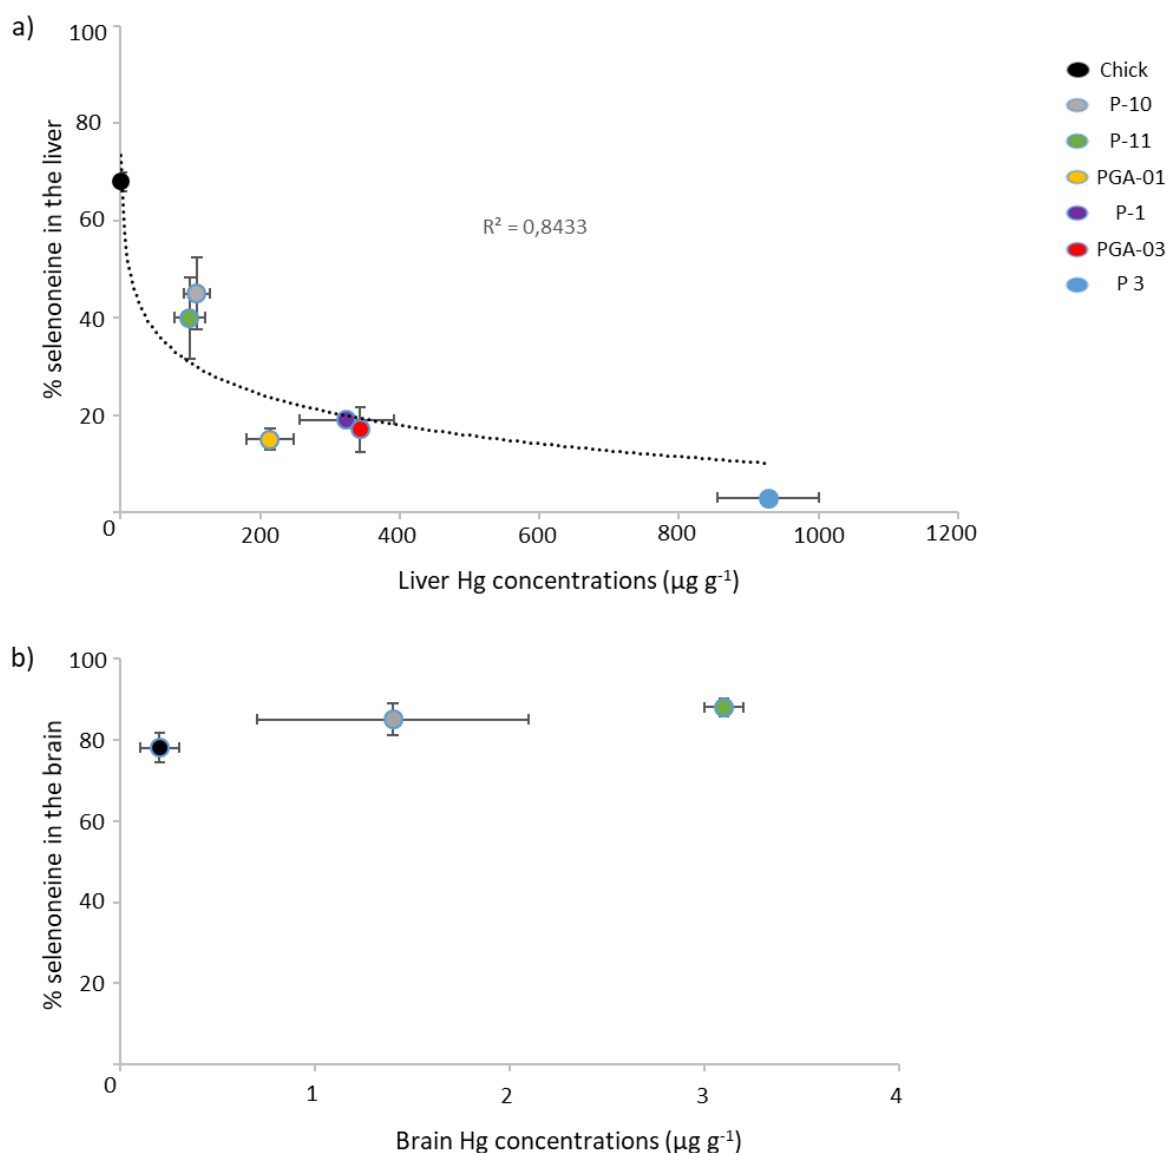 a)
% selenoneine in the liver
100
80
60
40
20
0
200
400
600
800
1000
1200
Liver Hg concentrations (µg g⁻¹)
R² = 0,8433
Chick
P-10
P-11
PGA-01
P-1
PGA-03
P 3
b)
% selenoneine in the brain
100
80
60
40
20
0
1
2
3
4
Brain Hg concentrations (µg g⁻¹)